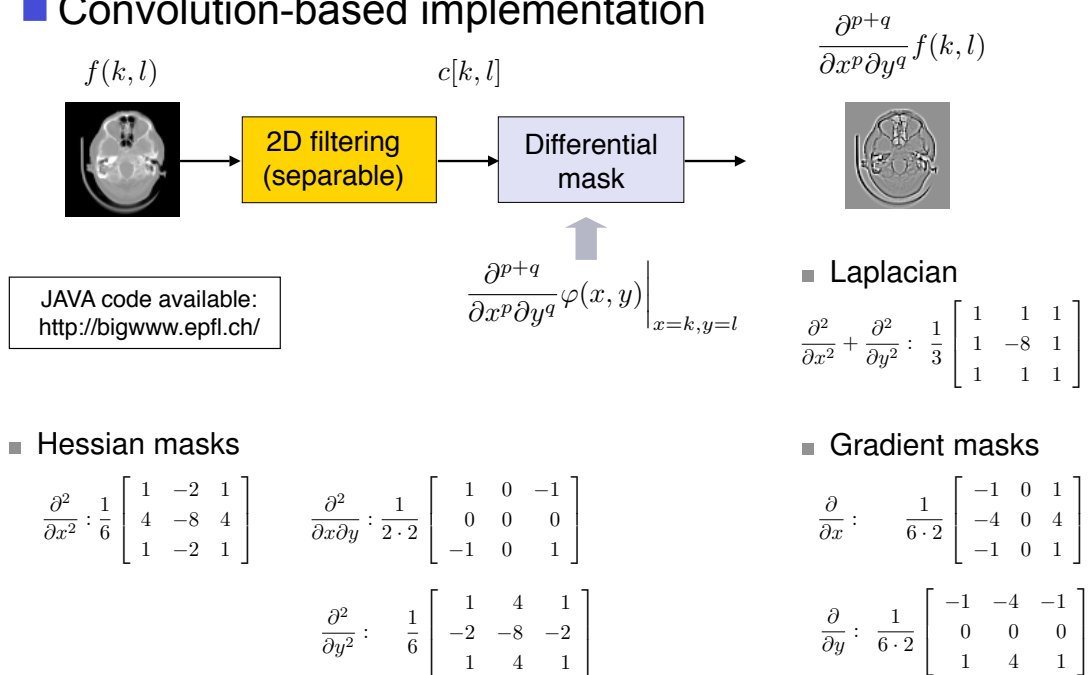 Convolution-based implementation
f(k, l)
c[k, l]
∂^{p+q}/∂x^p∂y^q f(k, l)
2D filtering
(separable)
Differential
mask
∂^{p+q}/∂x^p∂y^q φ(x, y)|_{x=k,y=l}
JAVA code available:
http://bigwww.epfl.ch/
Laplacian
∂²/∂x² + ∂²/∂y² : 1/3 [1 1 1; 1 −8 1; 1 1 1]
Hessian masks
∂²/∂x² : 1/6 [1 −2 1; 4 −8 4; 1 −2 1]
∂²/∂x∂y : 1/(2·2) [1 0 −1; 0 0 0; −1 0 1]
∂²/∂y² : 1/6 [1 4 1; −2 −8 −2; 1 4 1]
Gradient masks
∂/∂x : 1/(6·2) [−1 0 1; −4 0 4; −1 0 1]
∂/∂y : 1/(6·2) [−1 −4 −1; 0 0 0; 1 4 1]